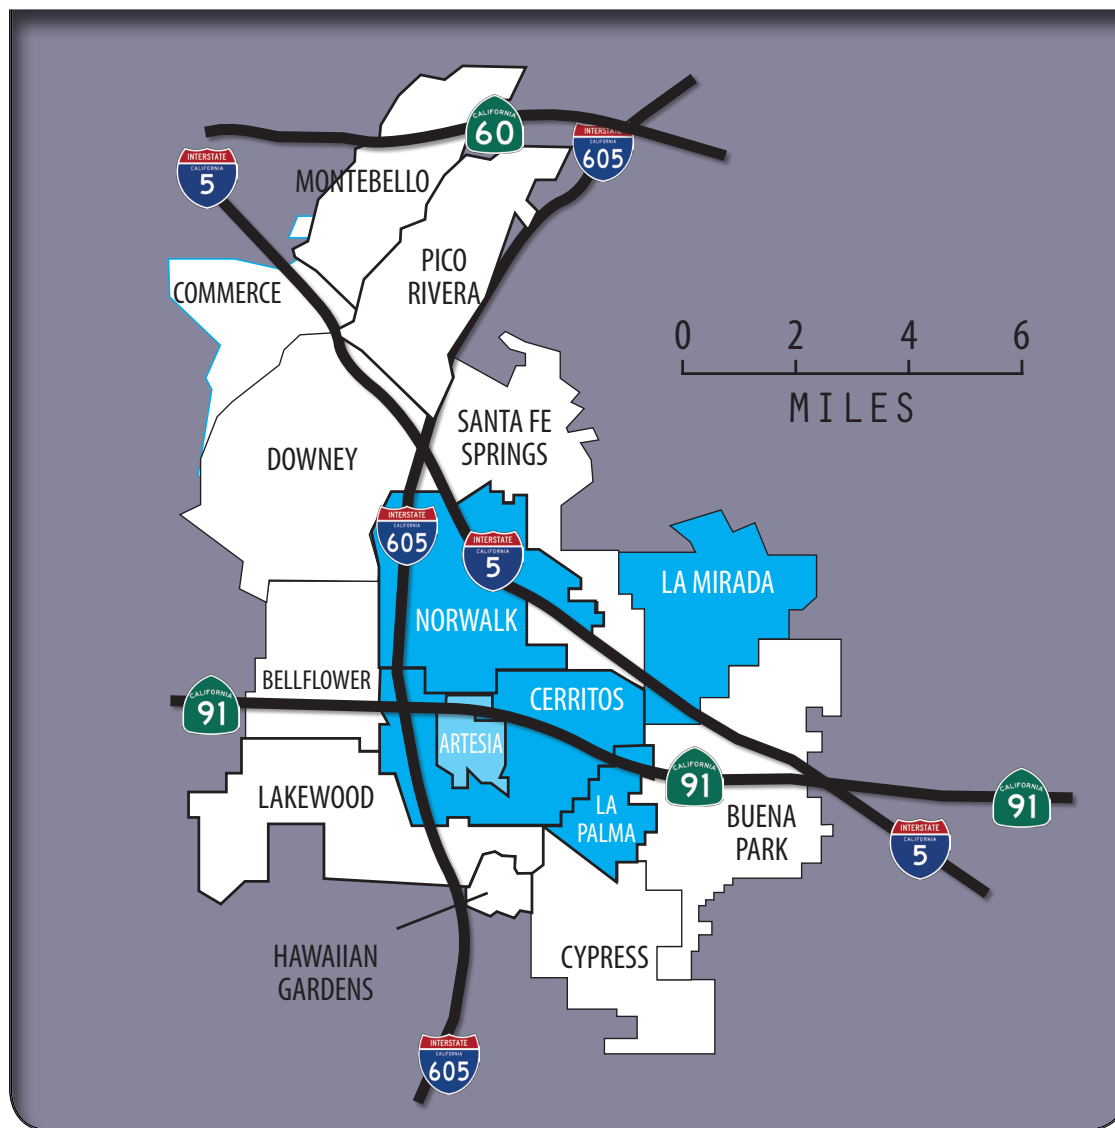 CALIFORNIA
60
INTERSTATE
605
INTERSTATE
CALIFORNIA
5
CALIFORNIA
MONTEBELLO
PICO
RIVERA
COMMERCE
0 2 4 6
MILES
SANTA FE
SPRINGS
DOWNEY
INTERSTATE
CALIFORNIA
605
INTERSTATE
CALIFORNIA
5
LA MIRADA
NORWALK
BELLFLOWER
CERRITOS
CALIFORNIA
91
ARTESIA
CALIFORNIA
91
CALIFORNIA
91
LAKEWOOD
LA
PALMA
BUENA
PARK
INTERSTATE
CALIFORNIA
5
HAWAIIAN
GARDENS
CYPRESS
INTERSTATE
CALIFORNIA
605